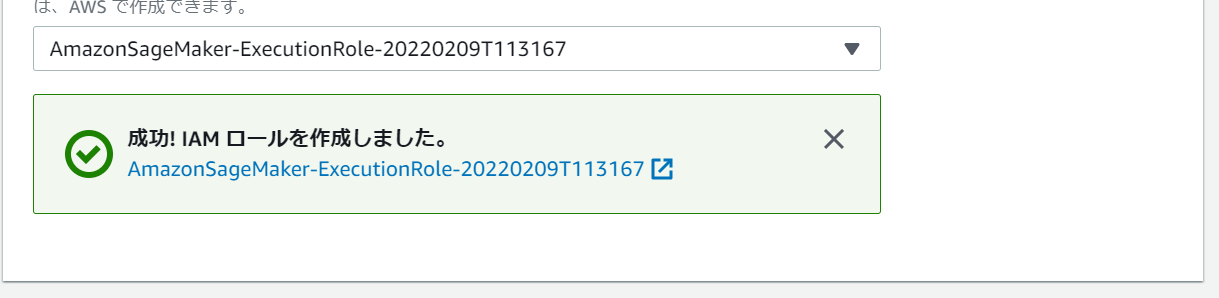 は、AWS で作成できます。
AmazonSageMaker-ExecutionRole-20220209T113167
成功! IAM ロールを作成しました。
AmazonSageMaker-ExecutionRole-20220209T113167